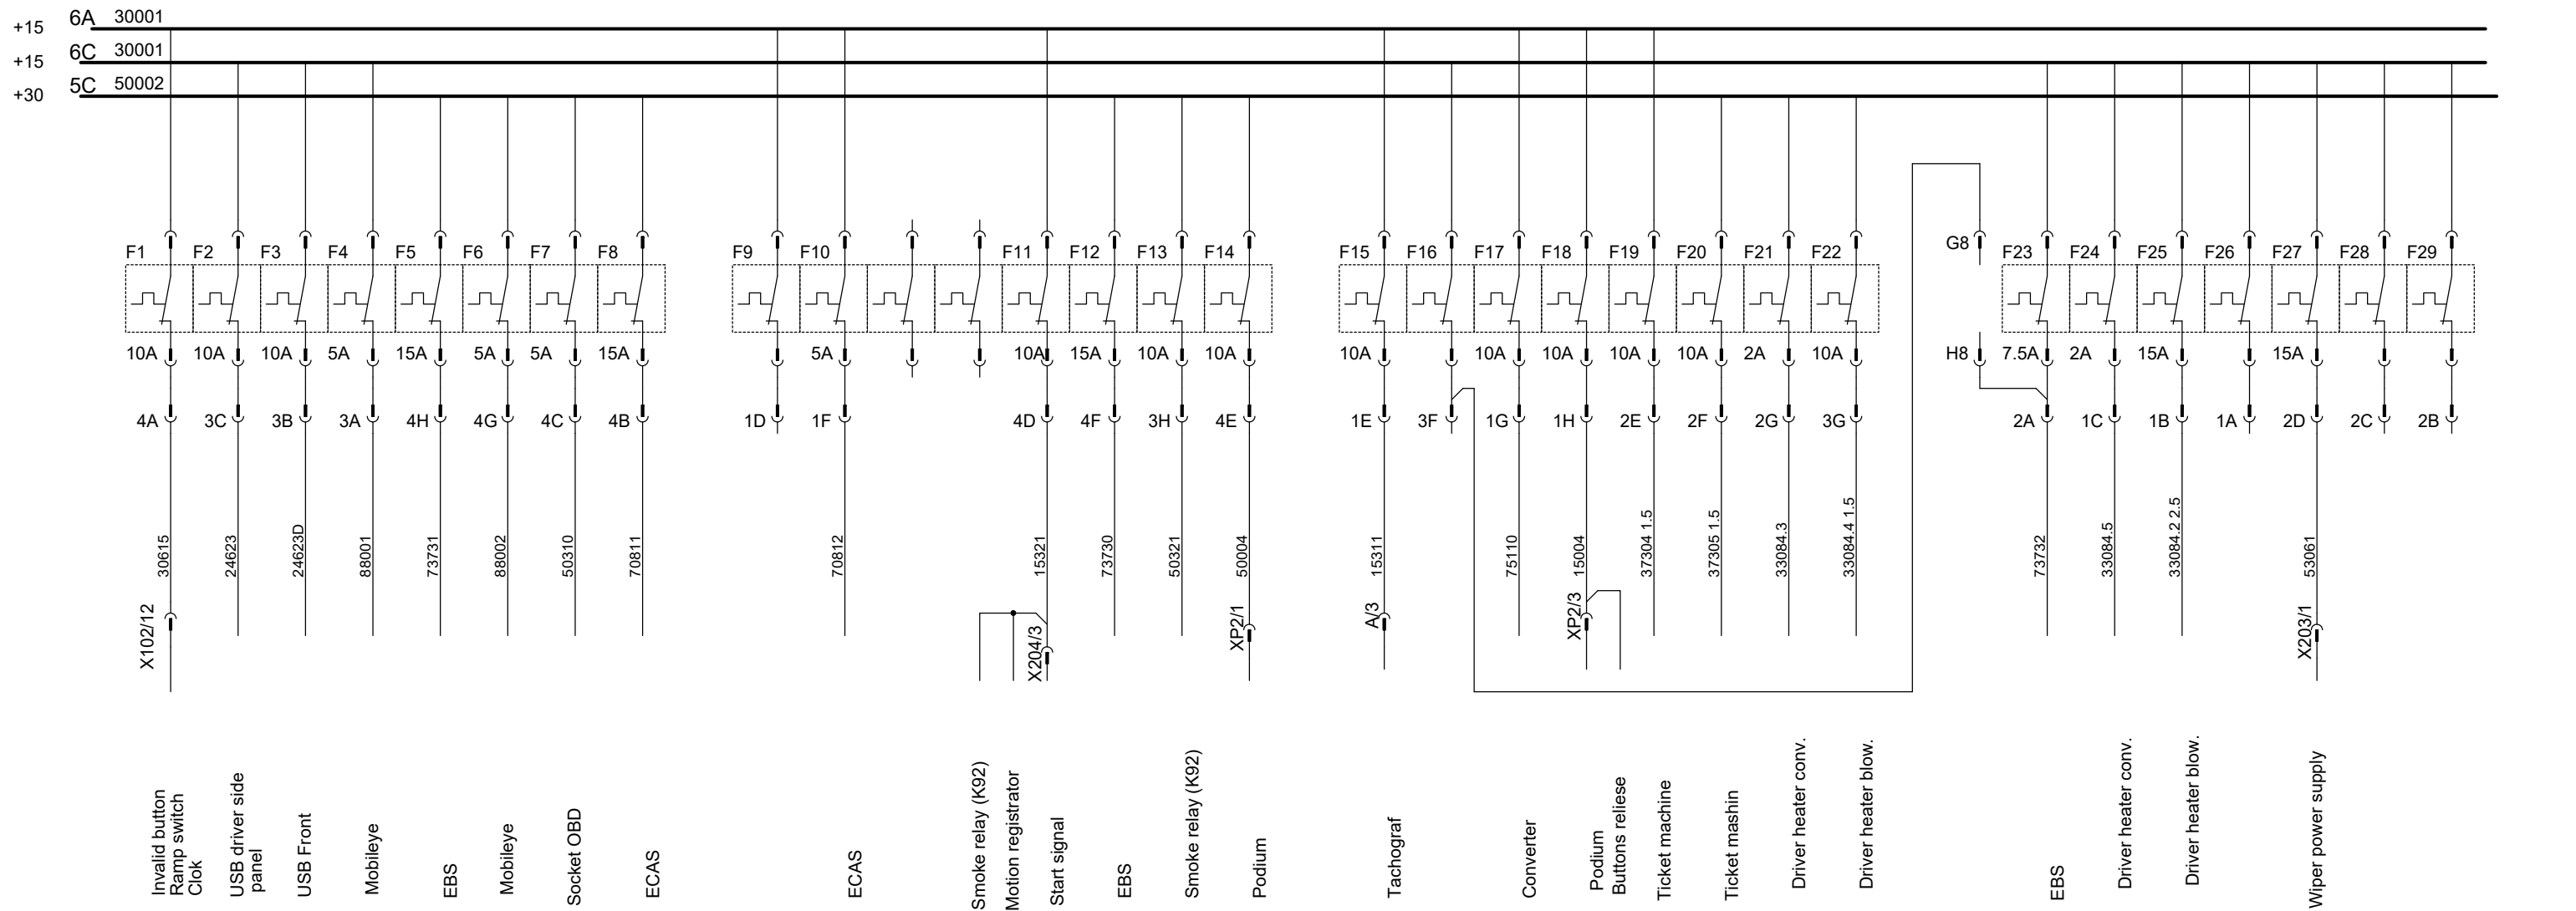 6A 30001
+15
6C 30001
+15
5C 50002
+30
G8
F1 F2 F3 F4 F5 F6 F7 F8 F9 F10 F11 F12 F13 F14 F15 F16 F17 F18 F19 F20 F21 F22 F23 F24 F25 F26 F27 F28 F29
10A 10A 10A 5A 15A 5A 5A 15A 5A 10A 15A 10A 10A 10A 10A 10A 10A 10A 2A 10A H8 7.5A 2A 15A 15A
4A 3C 3B 3A 4H 4G 4C 4B 1D 1F 4D 4F 3H 4E 1E 3F 1G 1H 2E 2F 2G 3G 2A 1C 1B 1A 2D 2C 2B
30615
24623
24623D
88001
73731
88002
50310
70811
70812
15321
73730
50321
50004
15311
75110
15004
37304 1.5
37305 1.5
33084.3
33084.4 1.5
73732
33084.5
33084.2 2.5
53061
X102/12
X204/3
XP2/1
A/3
XP2/3
X203/1
Invalid button
Ramp switch
Clok
USB driver side
panel
USB Front
Mobileye
EBS
Mobileye
Socket OBD
ECAS
ECAS
Smoke relay (K92)
Motion registrator
Start signal
EBS
Smoke relay (K92)
Podium
Tachograf
Converter
Podium
Buttons reliese
Ticket machine
Ticket mashin
Driver heater conv.
Driver heater blow.
EBS
Driver heater conv.
Driver heater blow.
Wiper power supply